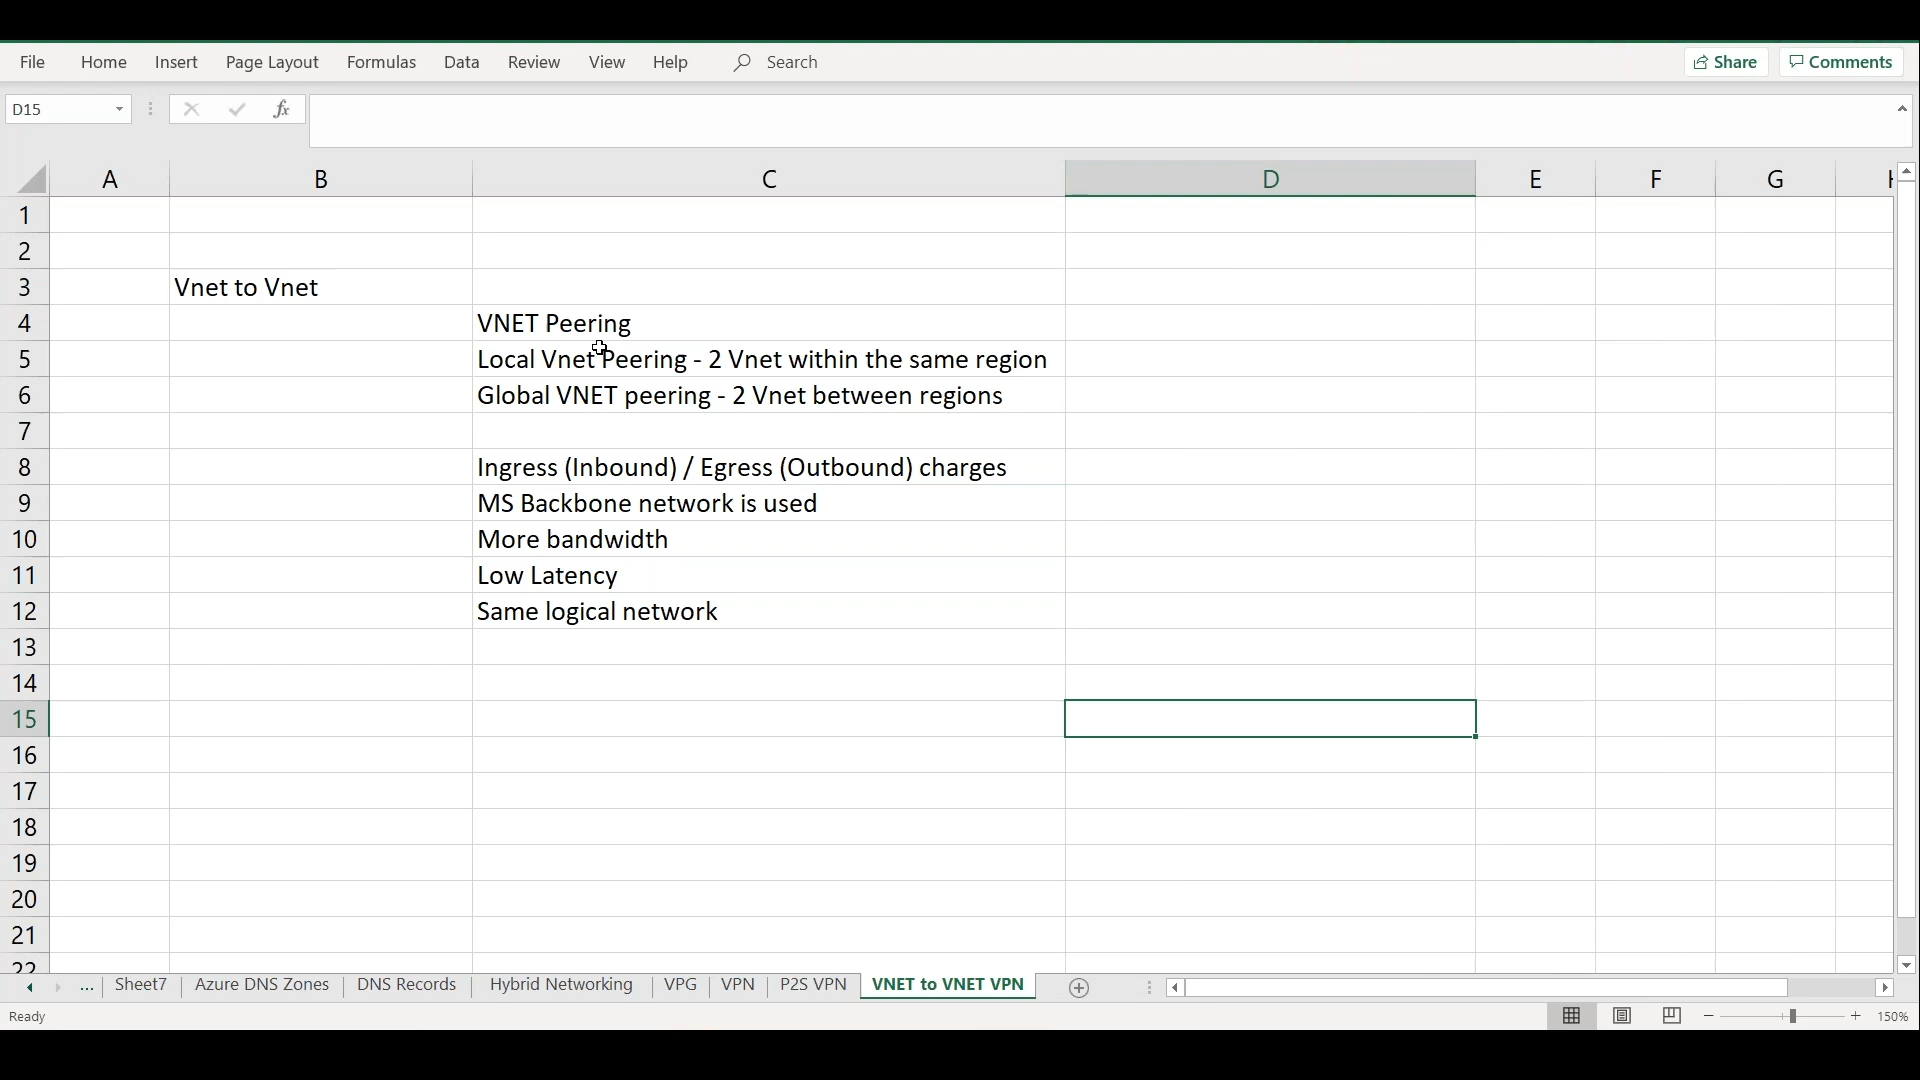 File Home Insert Page Layout Formulas Data Review View Help Search Share Comments
D15 fx
A B C D E F G
1
2
3 Vnet to Vnet
4 VNET Peering
5 Local Vnet Peering - 2 Vnet within the same region
6 Global VNET peering - 2 Vnet between regions
7
8 Ingress (Inbound) / Egress (Outbound) charges
9 MS Backbone network is used
10 More bandwidth
11 Low Latency
12 Same logical network
13
14
15
16
17
18
19
20
21
22
... Sheet7 Azure DNS Zones DNS Records Hybrid Networking VPG VPN P2S VPN VNET to VNET VPN
Ready 150%